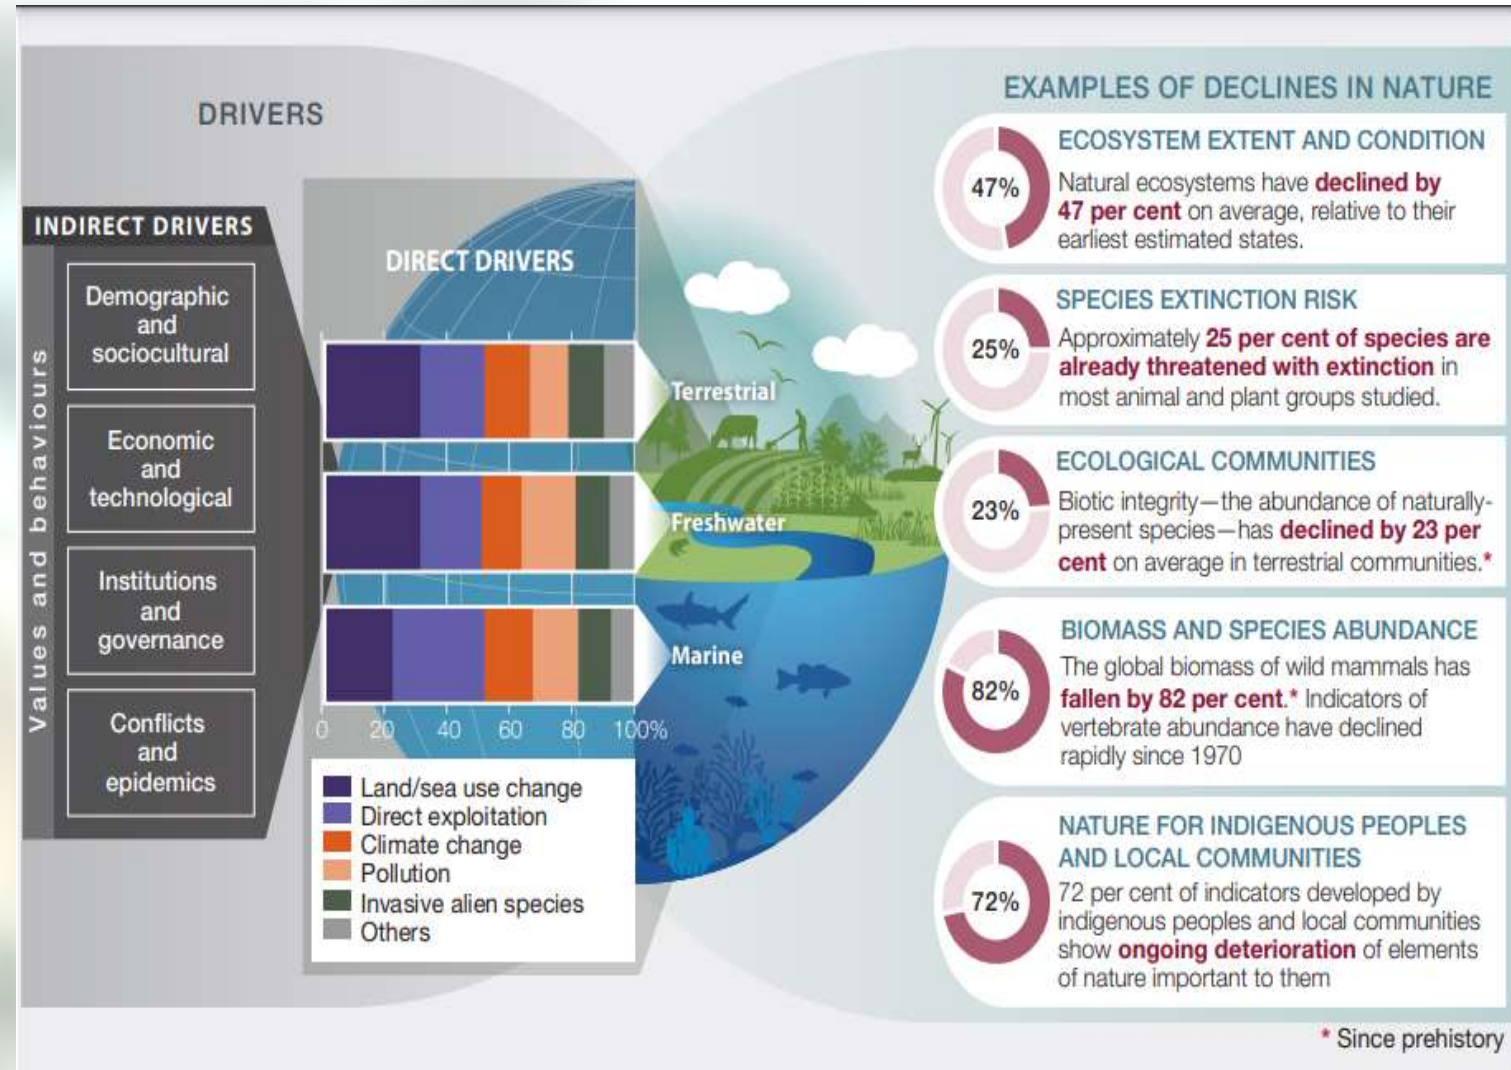 DRIVERS
INDIRECT DRIVERS
Values and behaviours
Demographic
and
sociocultural
Economic
and
technological
Institutions
and
governance
Conflicts
and
epidemics
DIRECT DRIVERS
Terrestrial
Freshwater
Marine
0 20 40 60 80 100%
Land/sea use change
Direct exploitation
Climate change
Pollution
Invasive alien species
Others
EXAMPLES OF DECLINES IN NATURE
47%
ECOSYSTEM EXTENT AND CONDITION
Natural ecosystems have declined by
47 per cent on average, relative to their
earliest estimated states.
25%
SPECIES EXTINCTION RISK
Approximately 25 per cent of species are
already threatened with extinction in
most animal and plant groups studied.
23%
ECOLOGICAL COMMUNITIES
Biotic integrity—the abundance of naturally-
present species—has declined by 23 per
cent on average in terrestrial communities.*
82%
BIOMASS AND SPECIES ABUNDANCE
The global biomass of wild mammals has
fallen by 82 per cent.* Indicators of
vertebrate abundance have declined
rapidly since 1970
72%
NATURE FOR INDIGENOUS PEOPLES
AND LOCAL COMMUNITIES
72 per cent of indicators developed by
indigenous peoples and local communities
show ongoing deterioration of elements
of nature important to them
* Since prehistory